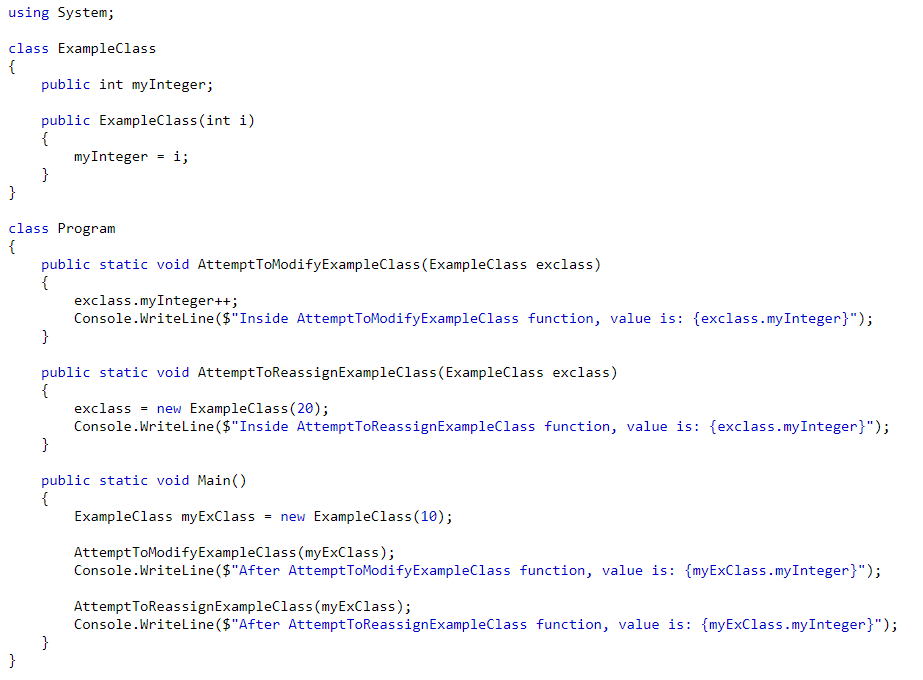 using System;

class ExampleClass
{
    public int myInteger;

    public ExampleClass(int i)
    {
        myInteger = i;
    }
}

class Program
{
    public static void AttemptToModifyExampleClass(ExampleClass exclass)
    {
        exclass.myInteger++;
        Console.WriteLine($"Inside AttemptToModifyExampleClass function, value is: {exclass.myInteger}");
    }

    public static void AttemptToReassignExampleClass(ExampleClass exclass)
    {
        exclass = new ExampleClass(20);
        Console.WriteLine($"Inside AttemptToReassignExampleClass function, value is: {exclass.myInteger}");
    }

    public static void Main()
    {
        ExampleClass myExClass = new ExampleClass(10);

        AttemptToModifyExampleClass(myExClass);
        Console.WriteLine($"After AttemptToModifyExampleClass function, value is: {myExClass.myInteger}");

        AttemptToReassignExampleClass(myExClass);
        Console.WriteLine($"After AttemptToReassignExampleClass function, value is: {myExClass.myInteger}");
    }
}